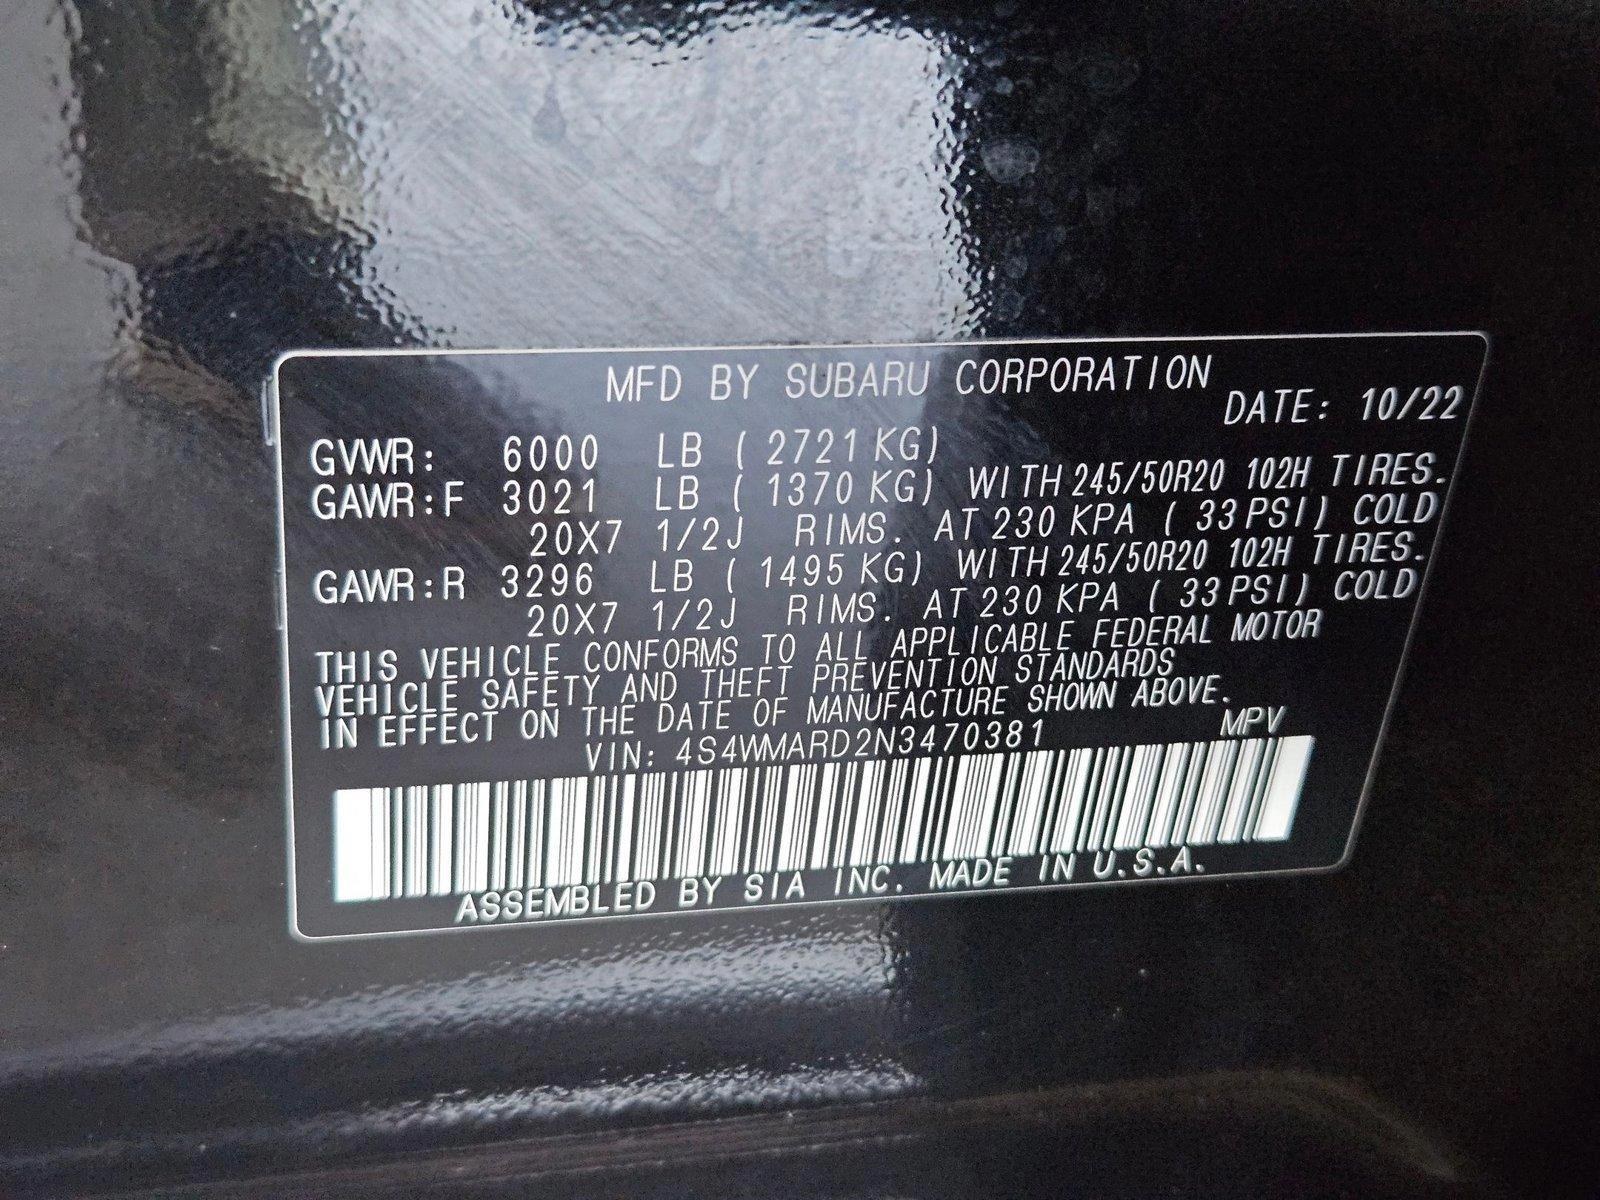 MFD BY SUBARU CORPORATION
DATE: 10/22
GVWR: 6000 LB ( 2721 KG)
GAWR:F 3021 LB ( 1370 KG) WITH 245/50R20 102H TIRES.
20X7 1/2J RIMS. AT 230 KPA ( 33 PSI) COLD
GAWR:R 3296 LB ( 1495 KG) WITH 245/50R20 102H TIRES.
20X7 1/2J RIMS. AT 230 KPA ( 33 PSI) COLD
THIS VEHICLE CONFORMS TO ALL APPLICABLE FEDERAL MOTOR
VEHICLE SAFETY AND THEFT PREVENTION STANDARDS
IN EFFECT ON THE DATE OF MANUFACTURE SHOWN ABOVE.
VIN: 4S4WMARD2N3470381 MPV
ASSEMBLED BY SIA INC. MADE IN U.S.A.